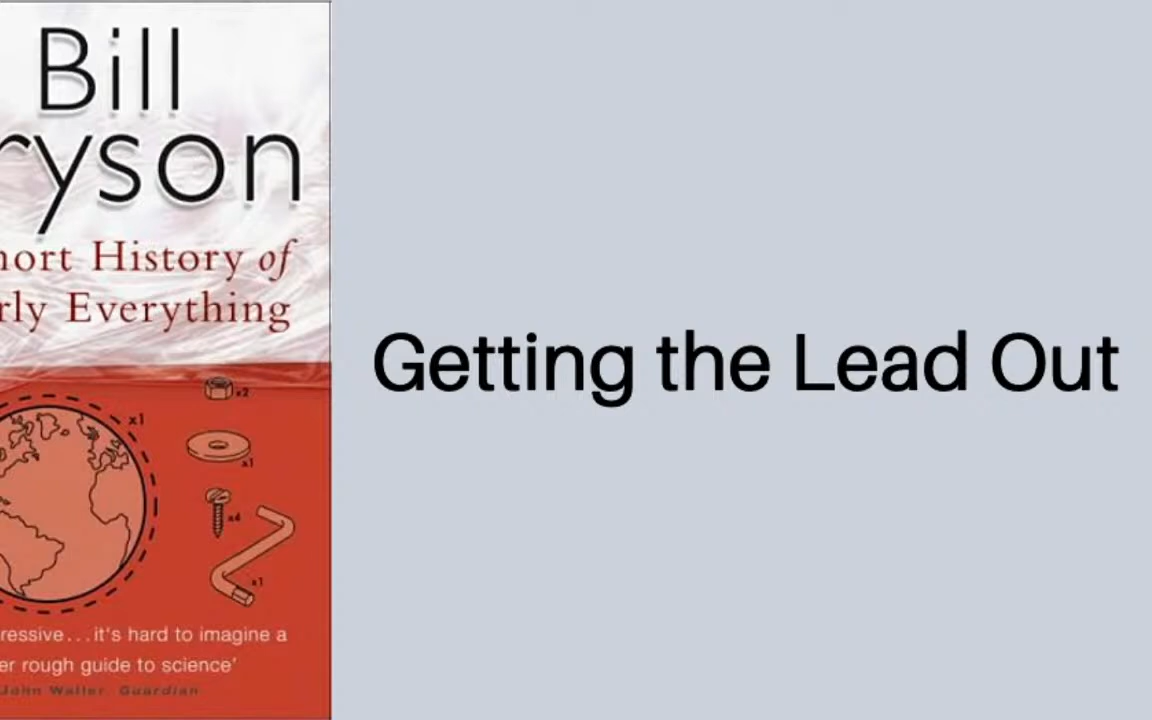 Bill
ryson
hort History of
rly Everything
x2
x1
x1
x4
x1
ressive...it's hard to imagine a
er rough guide to science'
John Waller, Guardian
Getting the Lead Out